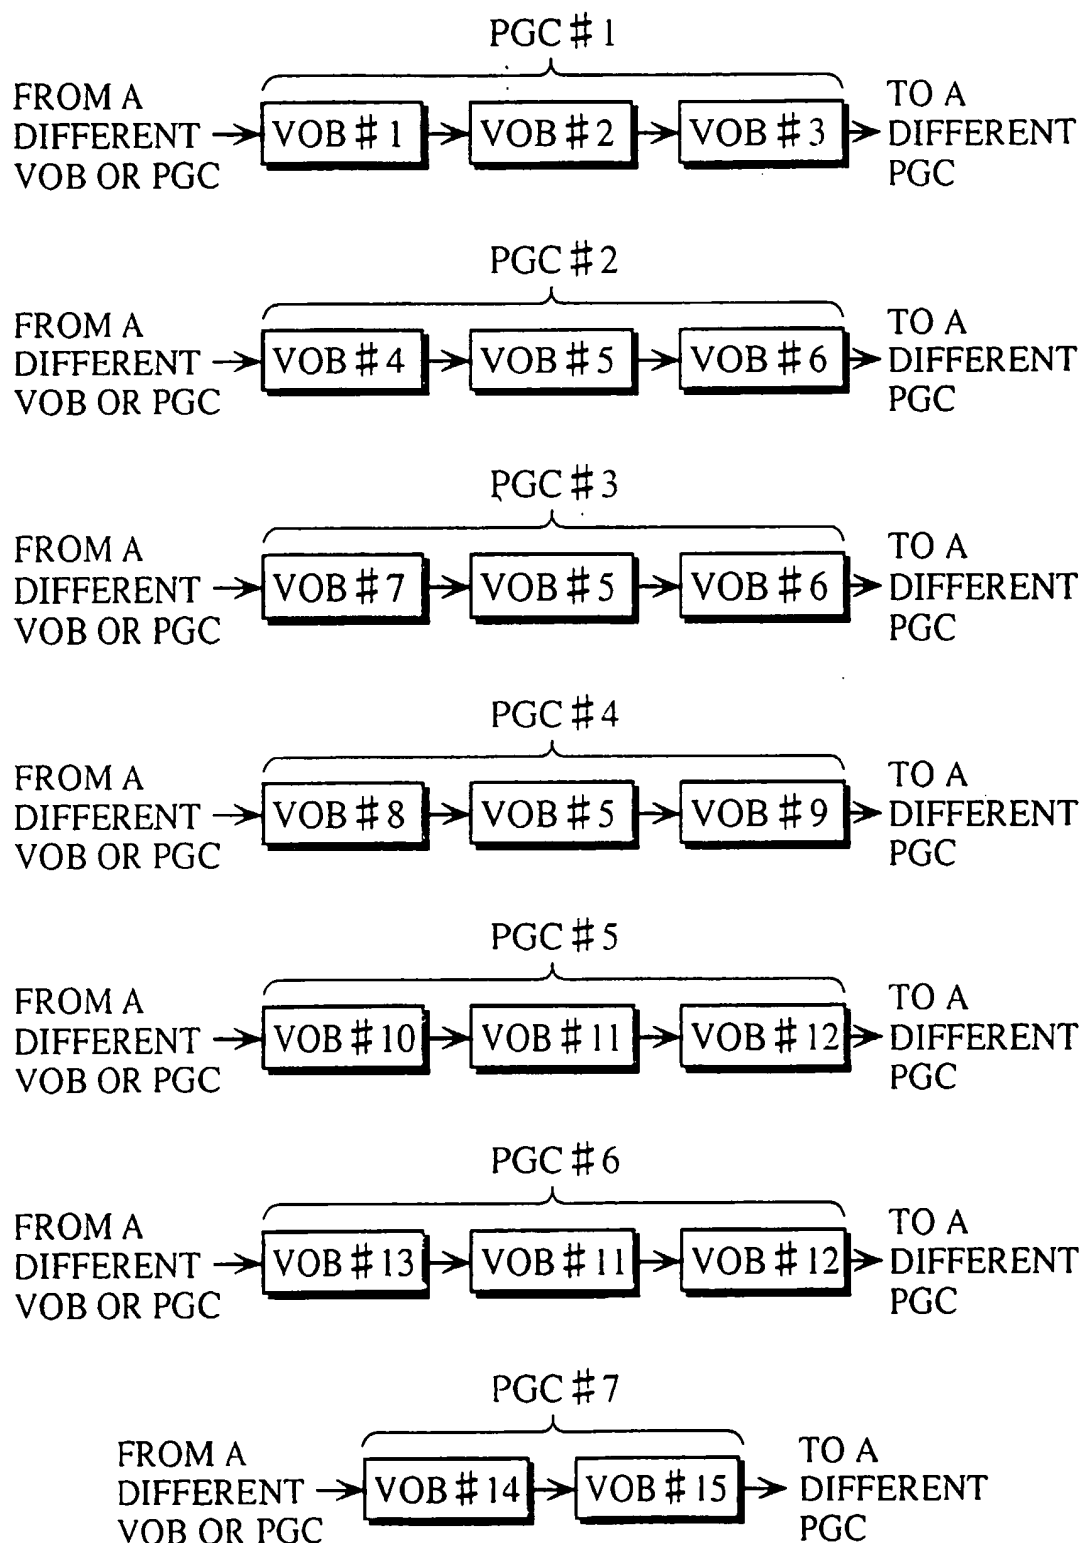 PGC #1
FROM A
DIFFERENT
VOB OR PGC
VOB #1
VOB #2
VOB #3
TO A
DIFFERENT
PGC
PGC #2
FROM A
DIFFERENT
VOB OR PGC
VOB #4
VOB #5
VOB #6
TO A
DIFFERENT
PGC
PGC #3
FROM A
DIFFERENT
VOB OR PGC
VOB #7
VOB #5
VOB #6
TO A
DIFFERENT
PGC
PGC #4
FROM A
DIFFERENT
VOB OR PGC
VOB #8
VOB #5
VOB #9
TO A
DIFFERENT
PGC
PGC #5
FROM A
DIFFERENT
VOB OR PGC
VOB #10
VOB #11
VOB #12
TO A
DIFFERENT
PGC
PGC #6
FROM A
DIFFERENT
VOB OR PGC
VOB #13
VOB #11
VOB #12
TO A
DIFFERENT
PGC
PGC #7
FROM A
DIFFERENT
VOB OR PGC
VOB #14
VOB #15
TO A
DIFFERENT
PGC